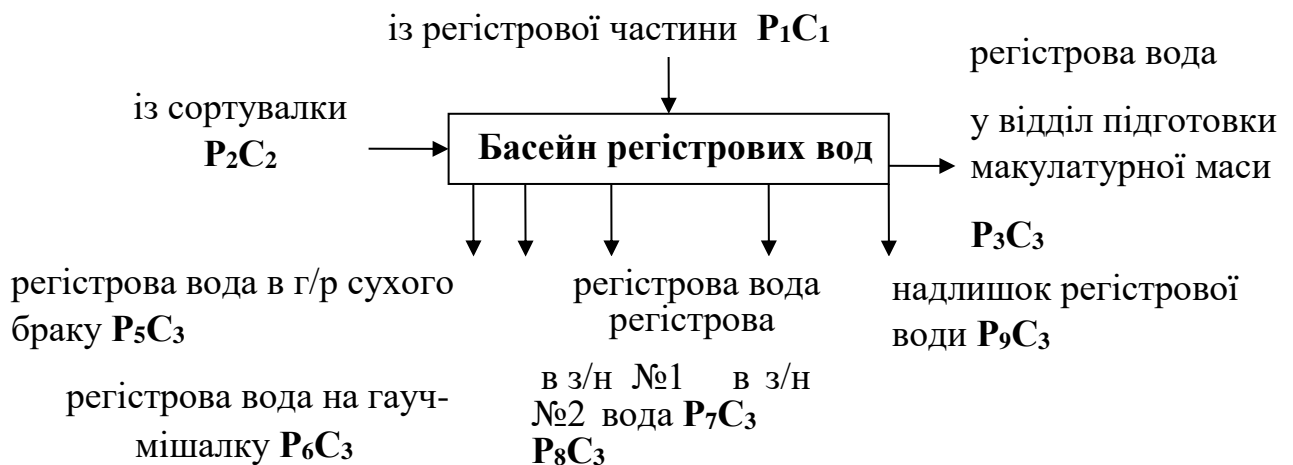 із регістрової частини P₁C₁
регістрова вода
у відділ підготовки
макулатурної маси
P₃C₃
із сортувалки
P₂C₂
Басейн регістрових вод
регістрова вода в г/р сухого
браку P₅C₃
регістрова вода на гауч-
мішалку P₆C₃
регістрова вода
регістрова
в з/н №1 в з/н
№2 вода P₇C₃
P₈C₃
надлишок регістрової
води P₉C₃